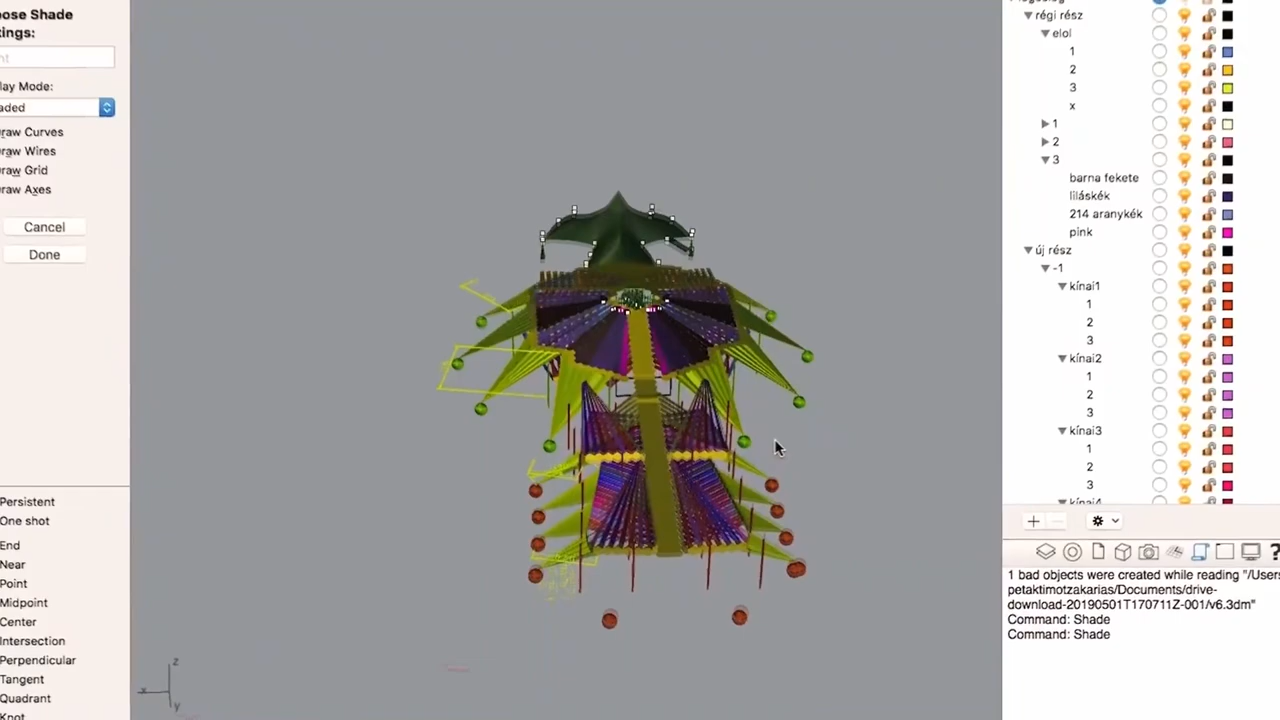 oose Shade
tings:
nt
lay Mode:
aded
raw Curves
raw Wires
raw Grid
raw Axes
Cancel
Done
Persistent
One shot
End
Near
Point
Midpoint
Center
Intersection
Perpendicular
Tangent
Quadrant
Knot
z
x
y
régi rész
elol
1
2
3
x
1
2
3
barna fekete
liláskék
214 aranykék
pink
új rész
-1
kínai1
1
2
3
kínai2
1
2
3
kínai3
1
2
3
kínai4
1 bad objects were created while reading "/Users
petaktimotzakarias/Documents/drive-
download-20190501T170711Z-001/v6.3dm"
Command: Shade
Command: Shade